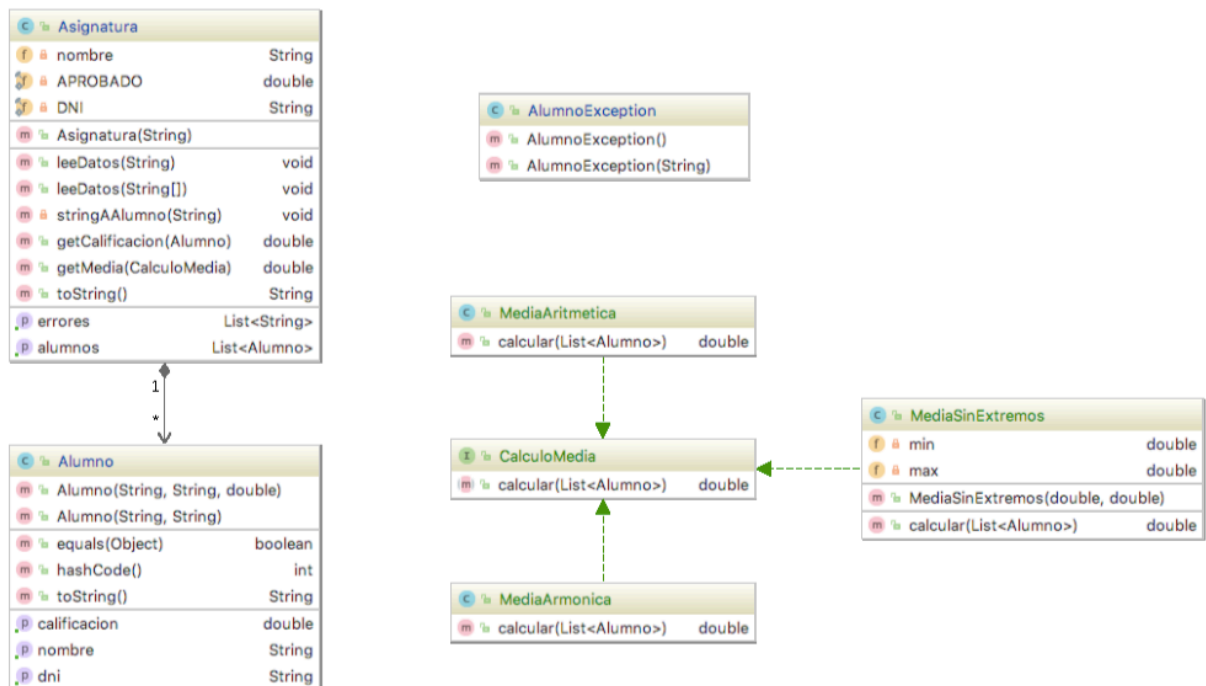 Asignatura
nombre String
APROBADO double
DNI String
Asignatura(String)
leeDatos(String) void
leeDatos(String[]) void
stringAAlumno(String) void
getCalificacion(Alumno) double
getMedia(CalculoMedia) double
toString() String
errores List<String>
alumnos List<Alumno>
1
*
Alumno
Alumno(String, String, double)
Alumno(String, String)
equals(Object) boolean
hashCode() int
toString() String
calificacion double
nombre String
dni String
AlumnoException
AlumnoException()
AlumnoException(String)
MediaAritmetica
calcular(List<Alumno>) double
CalculoMedia
calcular(List<Alumno>) double
MediaArmonica
calcular(List<Alumno>) double
MediaSinExtremos
min double
max double
MediaSinExtremos(double, double)
calcular(List<Alumno>) double